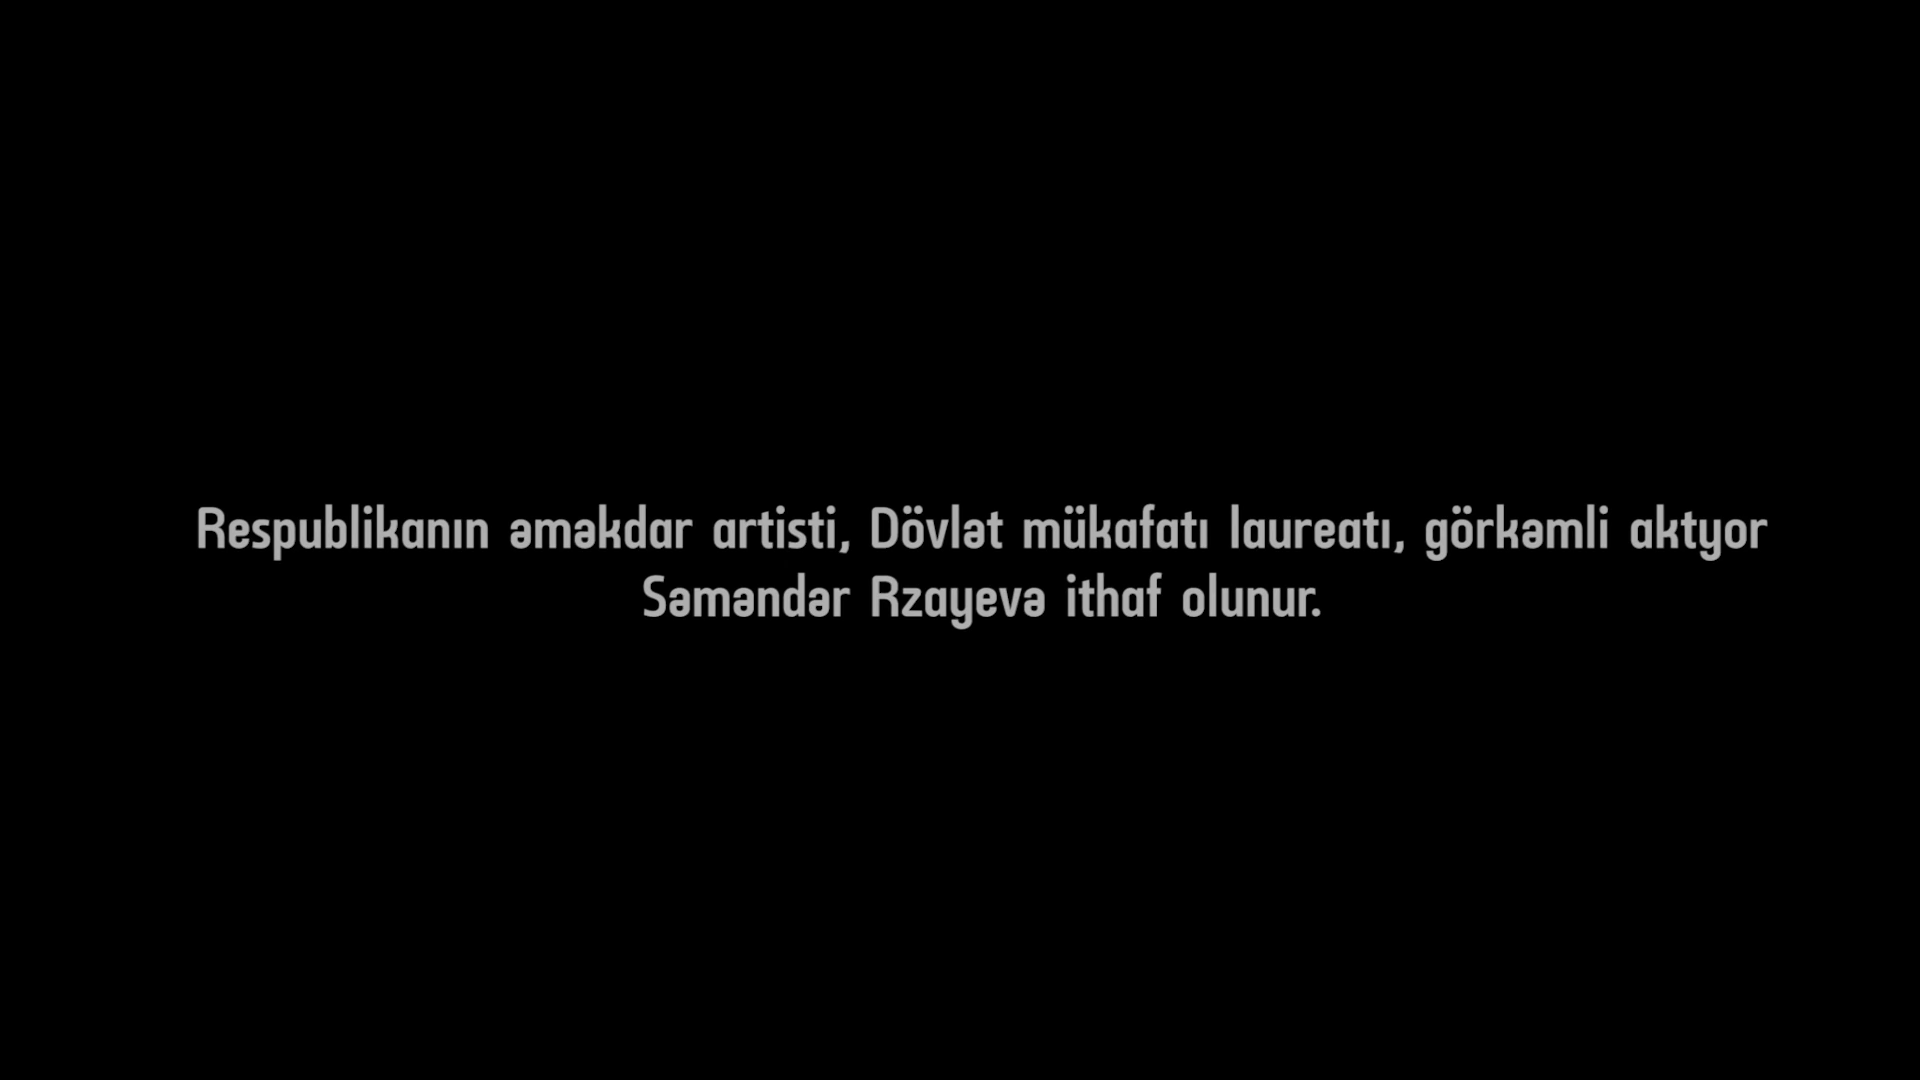 Respublikanın əməkdar artisti, Dövlət mükafatı laureatı, görkəmli aktyor
Səməndər Rzayevə ithaf olunur.